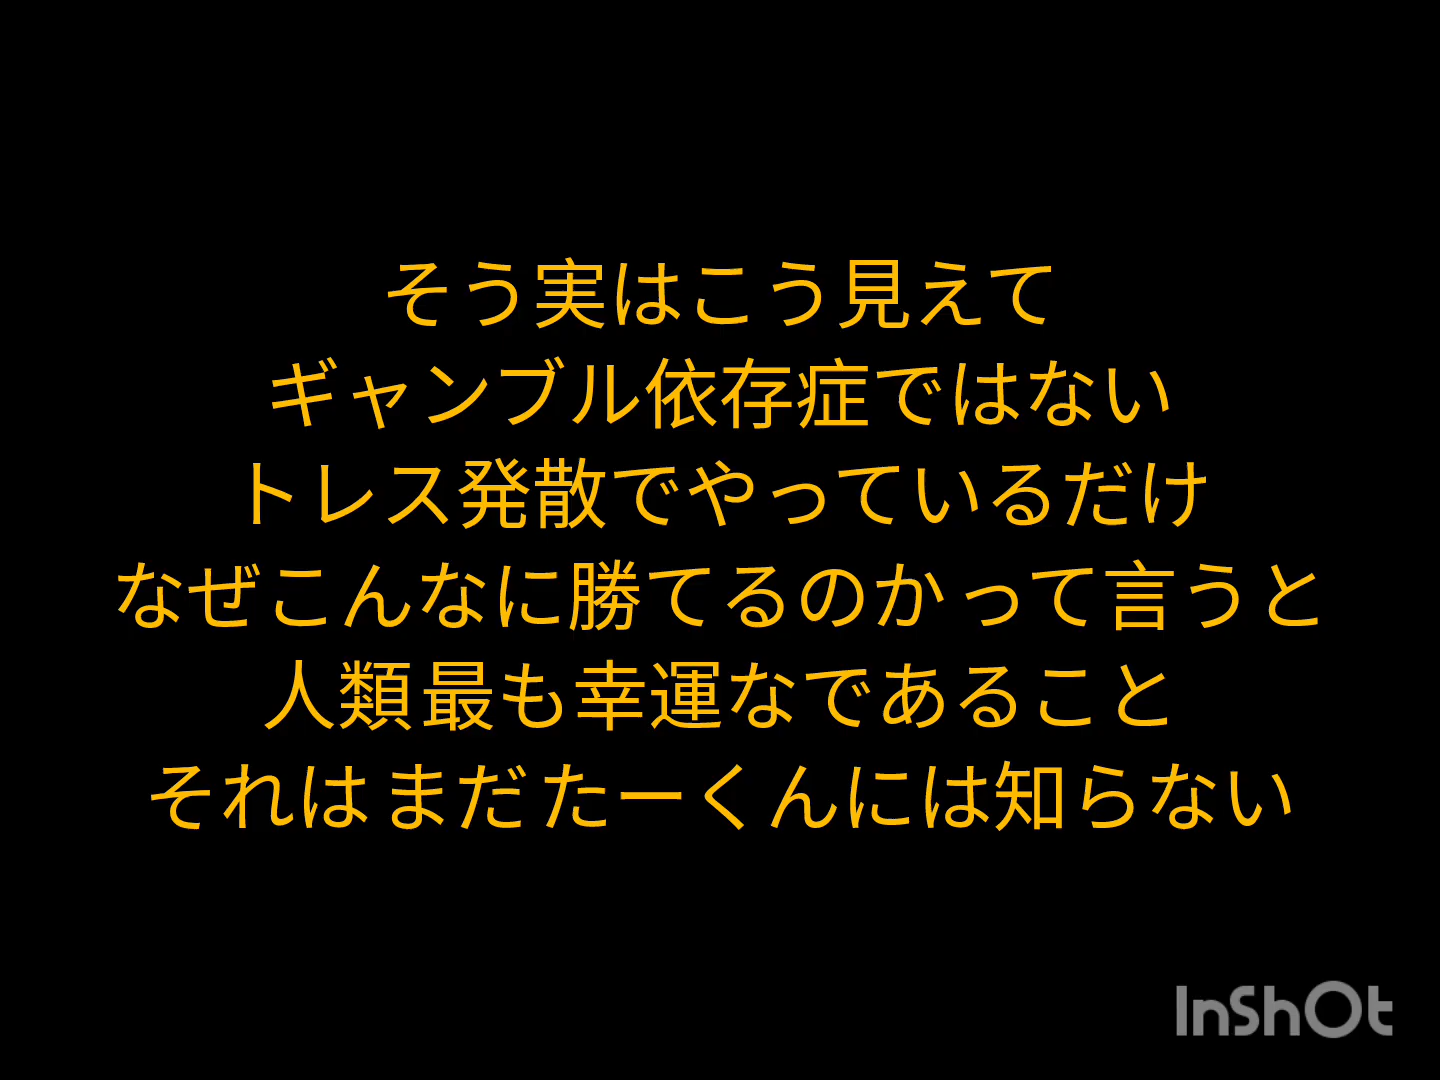 そう実はこう見えて
ギャンブル依存症ではない
トレス発散でやっているだけ
なぜこんなに勝てるのかって言うと
人類最も幸運なであること
それはまだたーくんには知らない
InShOt